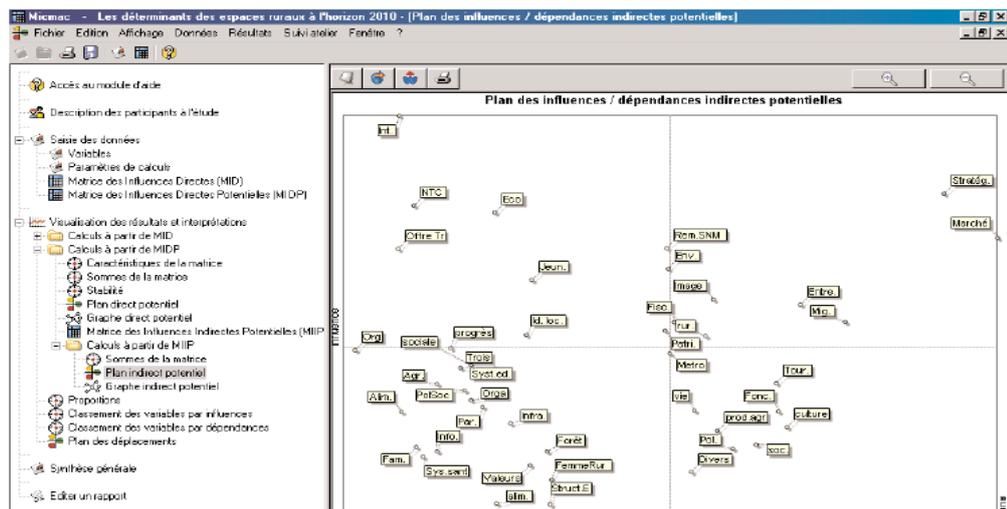 Micmac - Les déterminants des espaces ruraux à l'horizon 2010 - [Plan des influences / dépendances indirectes potentielles]
Fichier Edition Affichage Données Résultats Suivi atelier Fenêtre ?
Accès au module d'aide
Description des participants à l'étude
Saisie des données
Variables
Paramètres de calculs
Matrice des Influences Directes (MID)
Matrice des Influences Directes Potentielles (MIDP)
Visualisation des résultats et interprétations
Calculs à partir de MID
Calculs à partir de MIDP
Caractéristiques de la matrice
Sommes de la matrice
Stabilité
Plan direct potentiel
Graphe direct potentiel
Matrice des Influences Indirectes Potentielles (MIIP
Calculs à partir de MIIP
Sommes de la matrice
Plan indirect potentiel
Graphe indirect potentiel
Proportions
Classement des variables par influences
Classement des variables par dépendances
Plan des déplacements
Synthèse générale
Editer un rapport
Plan des influences / dépendances indirectes potentielles
Int.
NTC
Eco
Stratég.
Offre Tr
Rem.SNM
Marché
Env.
Jeun.
Image
Entre.
Fisc.
Mig.
Id. loc.
rur.
Org
sociale
progrès
Patri.
Trois
Metro
Syst ed.
Tour.
Agr.
PolSoc
Orga
Alim.
vie
Fonc.
Par.
Infra
prod.agr
culture
Info.
Forêt
Pol.
soc
Fam.
Sys.sant
FemmeRur
Divers
Valeurs
Struct.E
alim.